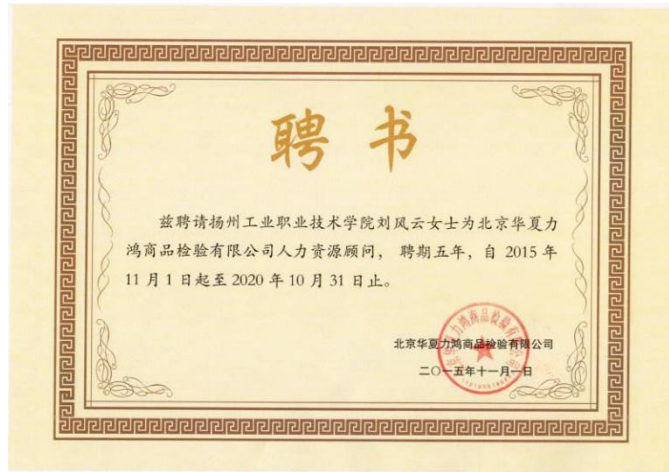 聘书
兹聘请扬州工业职业技术学院刘风云女士为北京华夏力
鸿商品检验有限公司人力资源顾问， 聘期五年，自 2015 年
11 月 1 日起至 2020 年 10 月 31 日止。
北京华夏力鸿商品检验有限公司
二〇一五年十一月一日